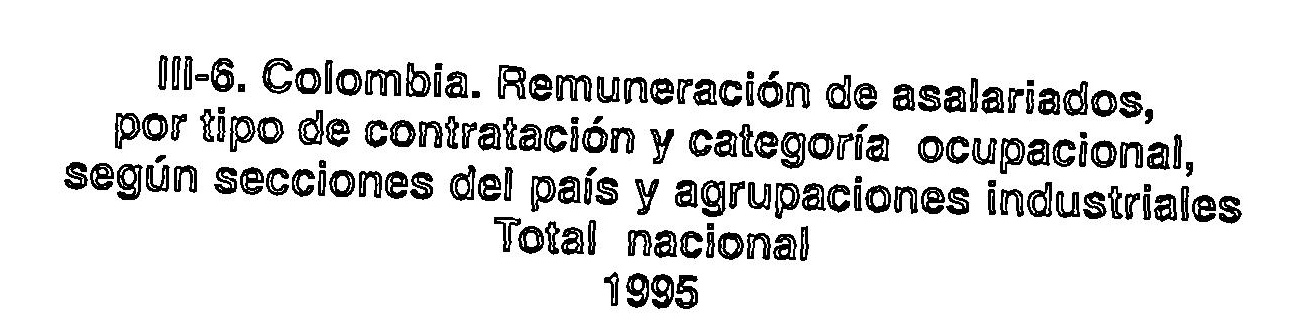 III-6. Colombia. Remuneración de asalariados,
por tipo de contratación y categoría ocupacional,
según secciones del país y agrupaciones industriales
Total nacional
1995